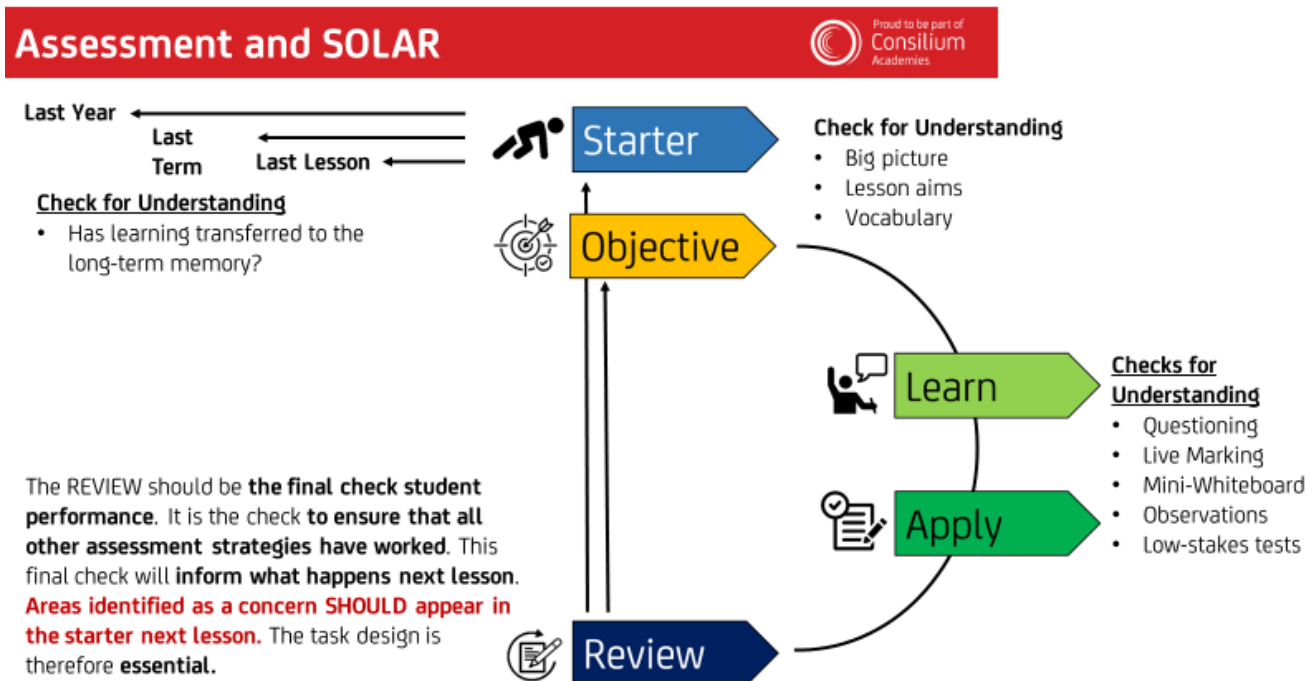 Assessment and SOLAR
Proud to be part of
Consilium
Academies
Last Year
Last
Term
Last Lesson
Check for Understanding
• Has learning transferred to the
long-term memory?
Starter
Check for Understanding
• Big picture
• Lesson aims
• Vocabulary
Objective
Learn
Checks for
Understanding
• Questioning
• Live Marking
• Mini-Whiteboard
• Observations
• Low-stakes tests
Apply
The REVIEW should be the final check student
performance. It is the check to ensure that all
other assessment strategies have worked. This
final check will inform what happens next lesson.
Areas identified as a concern SHOULD appear in
the starter next lesson. The task design is
therefore essential.
Review